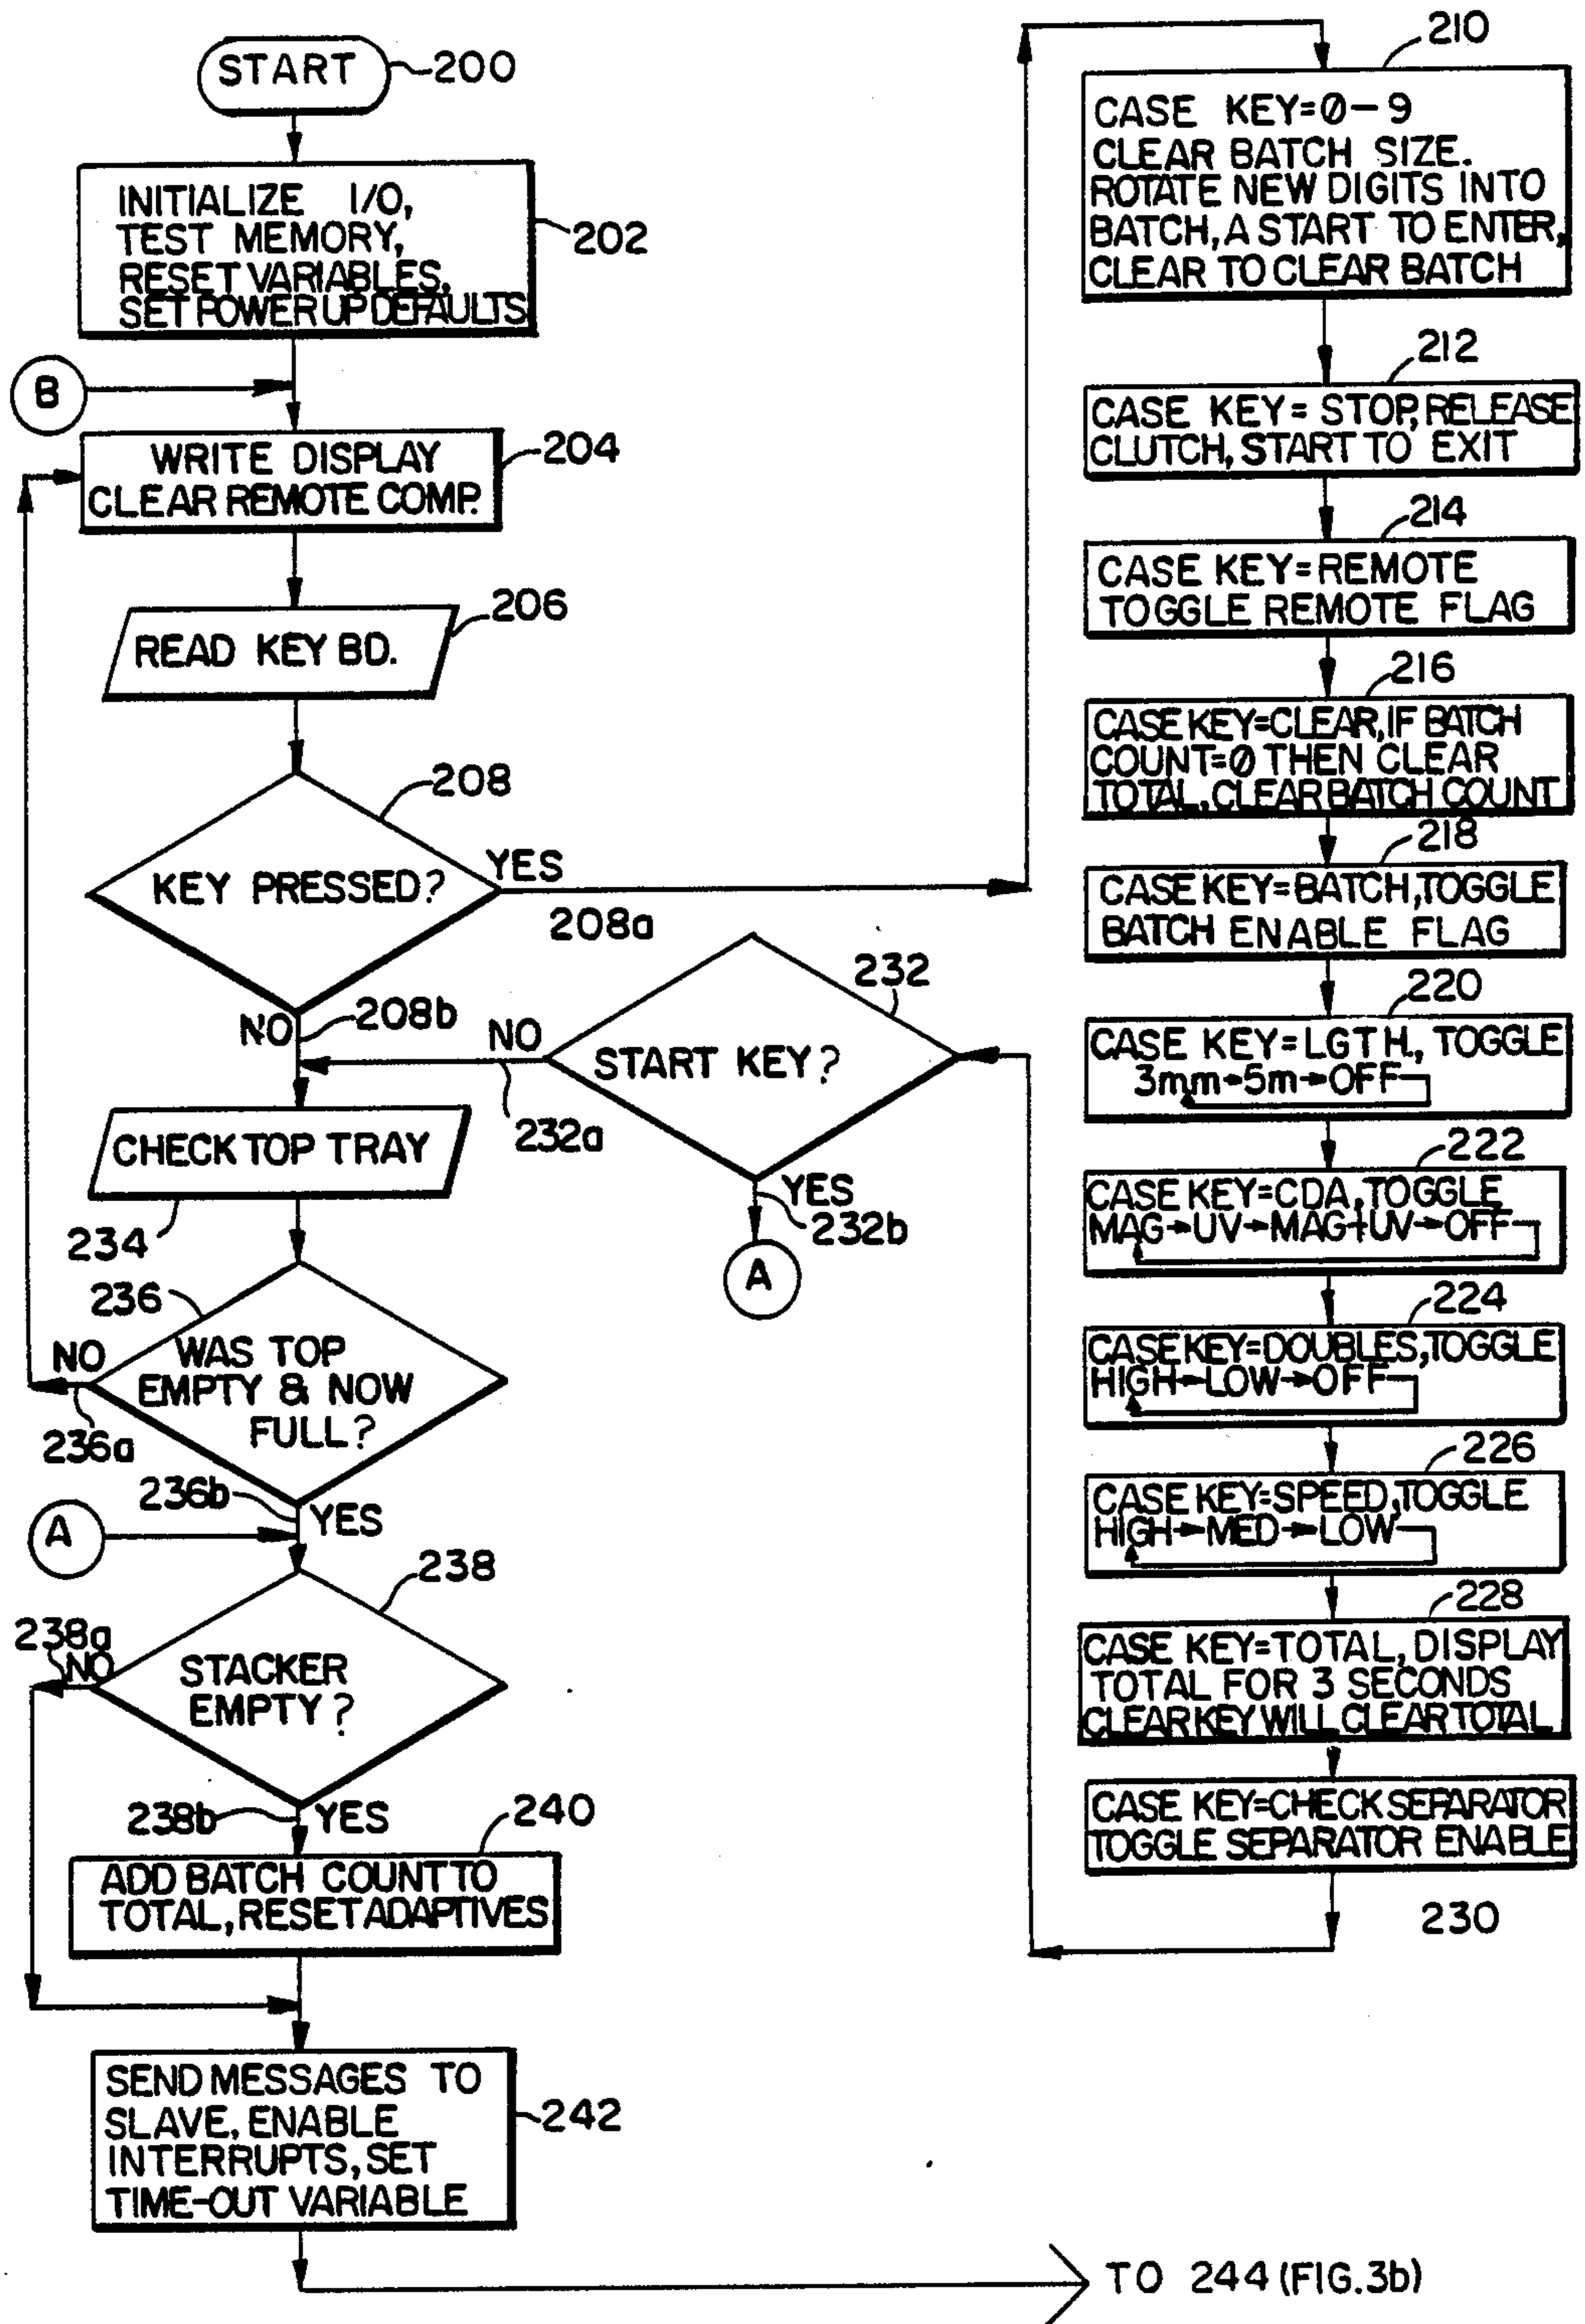 START
200
INITIALIZE I/O,
TEST MEMORY,
RESET VARIABLES,
SET POWER UP DEFAULTS
202
B
WRITE DISPLAY
CLEAR REMOTE COMP.
204
READ KEY BD.
206
KEY PRESSED?
208
YES
208a
NO
208b
START KEY?
232
NO
232a
YES
232b
A
CHECK TOP TRAY
234
WAS TOP
EMPTY & NOW
FULL?
236
NO
236a
236b
YES
A
STACKER
EMPTY?
238
238a
NO
238b
YES
ADD BATCH COUNT TO
TOTAL, RESET ADAPTIVES
240
SEND MESSAGES TO
SLAVE, ENABLE
INTERRUPTS, SET
TIME-OUT VARIABLE
242
TO 244 (FIG.3b)
210
CASE KEY=0-9
CLEAR BATCH SIZE.
ROTATE NEW DIGITS INTO
BATCH, A START TO ENTER,
CLEAR TO CLEAR BATCH
212
CASE KEY= STOP, RELEASE
CLUTCH, START TO EXIT
214
CASE KEY=REMOTE
TOGGLE REMOTE FLAG
216
CASE KEY=CLEAR, IF BATCH
COUNT=0 THEN CLEAR
TOTAL, CLEAR BATCH COUNT
218
CASE KEY=BATCH, TOGGLE
BATCH ENABLE FLAG
220
CASE KEY=LGTH., TOGGLE
3mm→5m→OFF
222
CASE KEY=CDA, TOGGLE
MAG→UV→MAG+UV→OFF
224
CASE KEY=DOUBLES, TOGGLE
HIGH→LOW→OFF
226
CASE KEY=SPEED, TOGGLE
HIGH→MED→LOW
228
CASE KEY=TOTAL, DISPLAY
TOTAL FOR 3 SECONDS
CLEAR KEY WILL CLEAR TOTAL
CASE KEY=CHECK SEPARATOR
TOGGLE SEPARATOR ENABLE
230